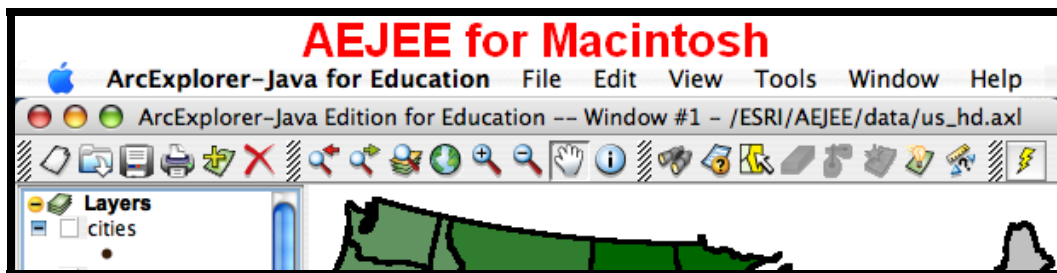 AEJEE for Macintosh
ArcExplorer-Java for Education File Edit View Tools Window Help
ArcExplorer-Java Edition for Education -- Window #1 - /ESRI/AEJEE/data/us_hd.axl
Layers
cities